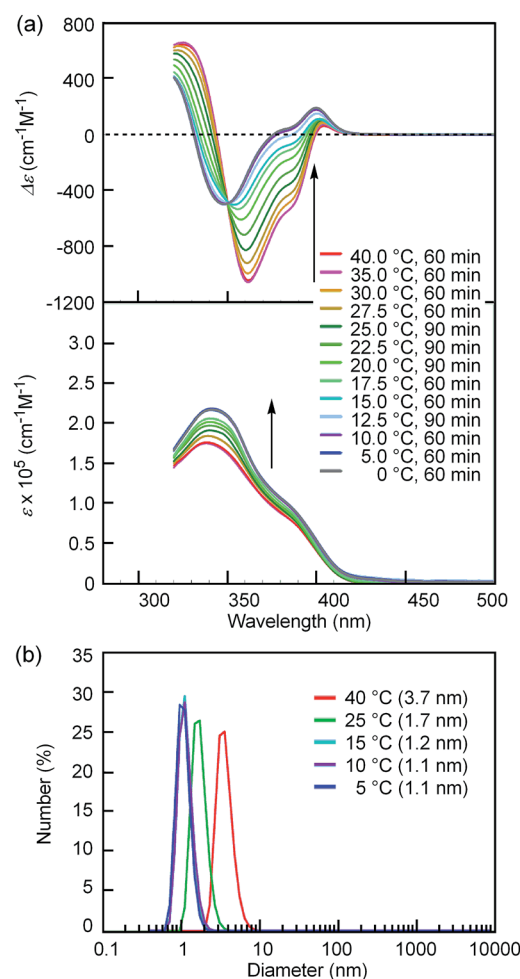 (a)
800
400
0
-400
-800
-1200
Δε (cm⁻¹M⁻¹)
40.0 °C, 60 min
35.0 °C, 60 min
30.0 °C, 60 min
27.5 °C, 60 min
25.0 °C, 90 min
22.5 °C, 90 min
20.0 °C, 90 min
17.5 °C, 60 min
15.0 °C, 60 min
12.5 °C, 90 min
10.0 °C, 60 min
5.0 °C, 60 min
0 °C, 60 min
3.0
2.5
2.0
1.5
1.0
0.5
0
ε x 10⁵ (cm⁻¹M⁻¹)
300 350 400 450 500
Wavelength (nm)
(b)
35
30
25
20
15
10
5
0
Number (%)
40 °C (3.7 nm)
25 °C (1.7 nm)
15 °C (1.2 nm)
10 °C (1.1 nm)
5 °C (1.1 nm)
0.1 1 10 100 1000 10000
Diameter (nm)